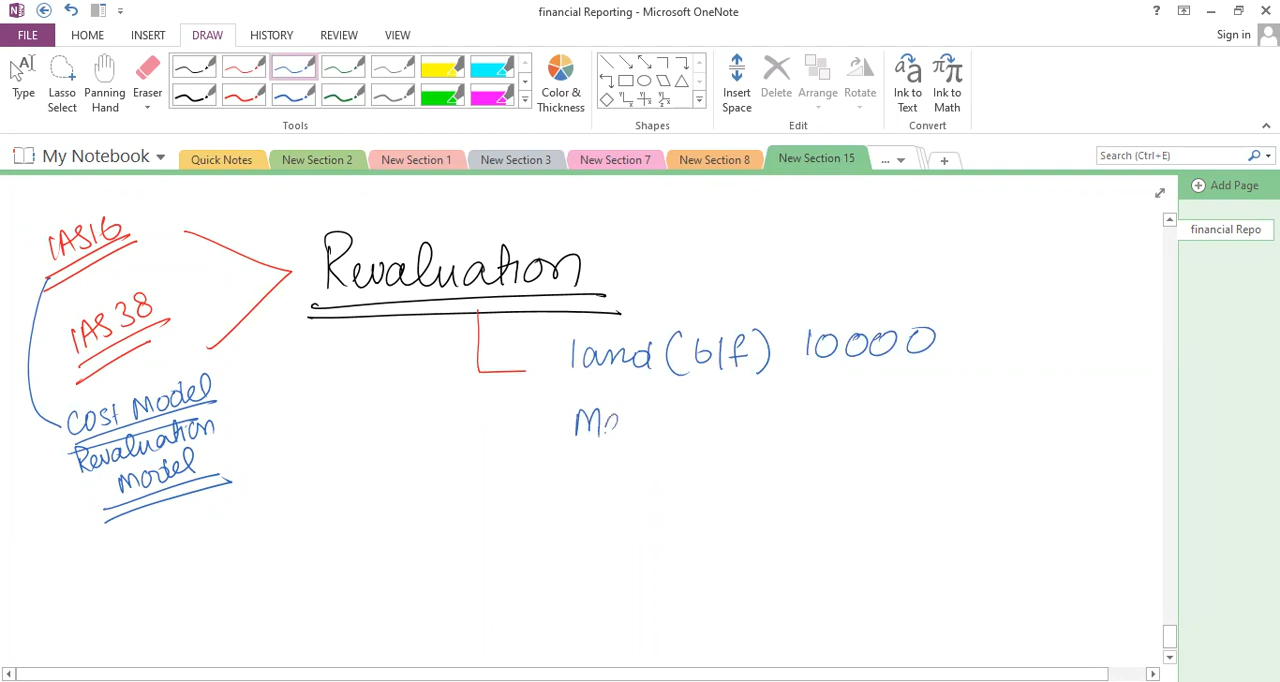 financial Reporting - Microsoft OneNote
Sign in
FILE HOME INSERT DRAW HISTORY REVIEW VIEW
Type
Lasso Select
Panning Hand
Eraser
Color & Thickness
Insert Space
Delete
Arrange
Rotate
Ink to Text
Ink to Math
Tools
Shapes
Edit
Convert
My Notebook
Quick Notes
New Section 2
New Section 1
New Section 3
New Section 7
New Section 8
New Section 15
...
Search (Ctrl+E)
Add Page
financial Repo
IAS16
Revaluation
IAS 38
land (b/f) 10000
Cost Model
Revaluation
Model